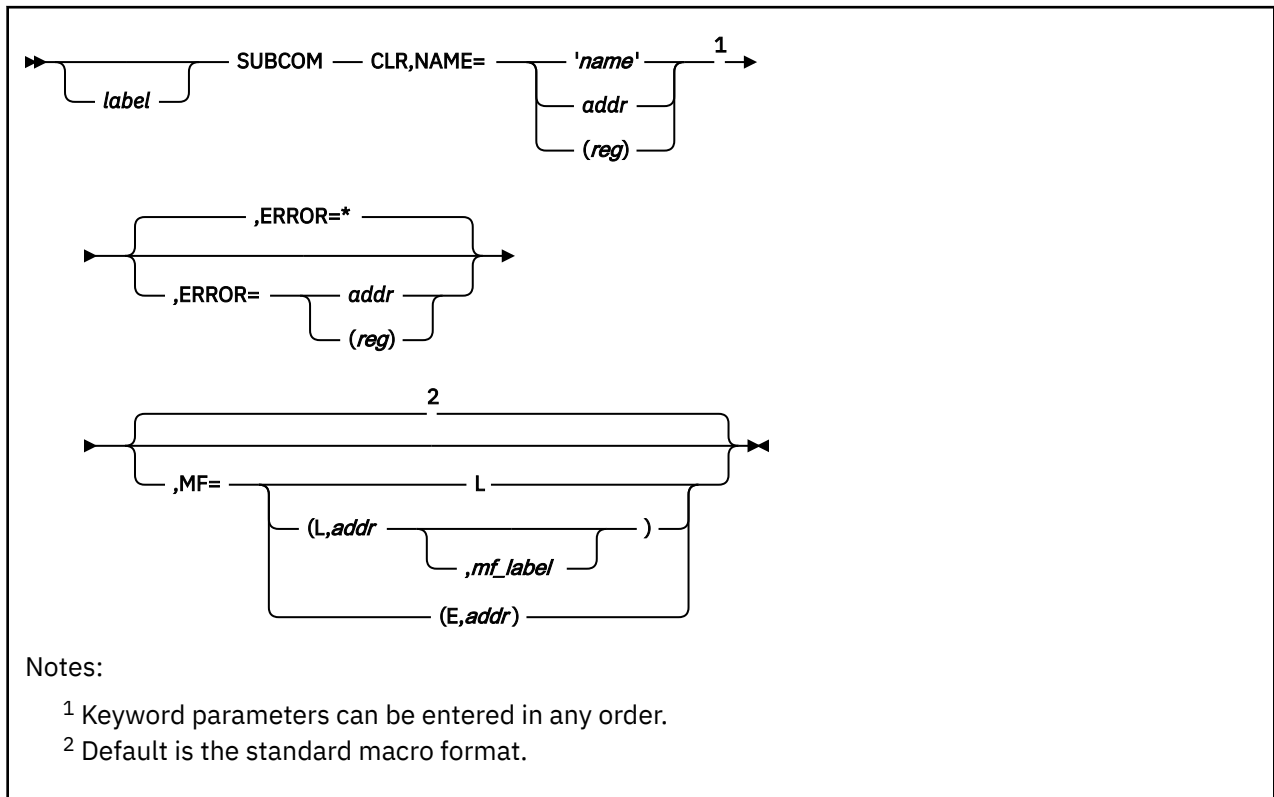 1
SUBCOM CLR,NAME= 'name'
label addr
(reg)
,ERROR=*
,ERROR= addr
(reg)
2
,MF= L
(L,addr )
,mf_label
(E,addr)
Notes:
1 Keyword parameters can be entered in any order.
2 Default is the standard macro format.